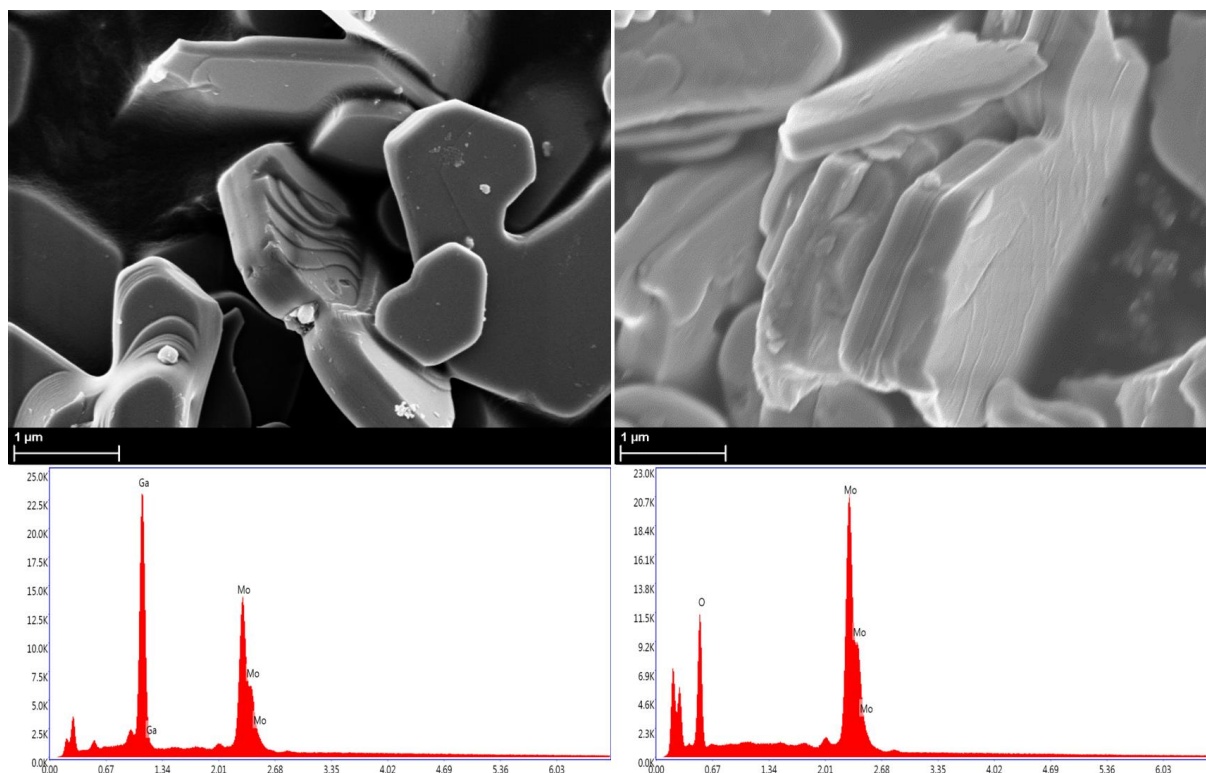 1 µm
1 µm
25.0K
22.5K
20.0K
17.5K
15.0K
12.5K
10.0K
7.5K
5.0K
2.5K
0.0K
Ga
Ga
Mo
Mo
Mo
0.00 0.67 1.34 2.01 2.68 3.35 4.02 4.69 5.36 6.03
23.0K
20.7K
18.4K
16.1K
13.8K
11.5K
9.2K
6.9K
4.6K
2.3K
0.0K
O
Mo
Mo
Mo
0.00 0.67 1.34 2.01 2.68 3.35 4.02 4.69 5.36 6.03